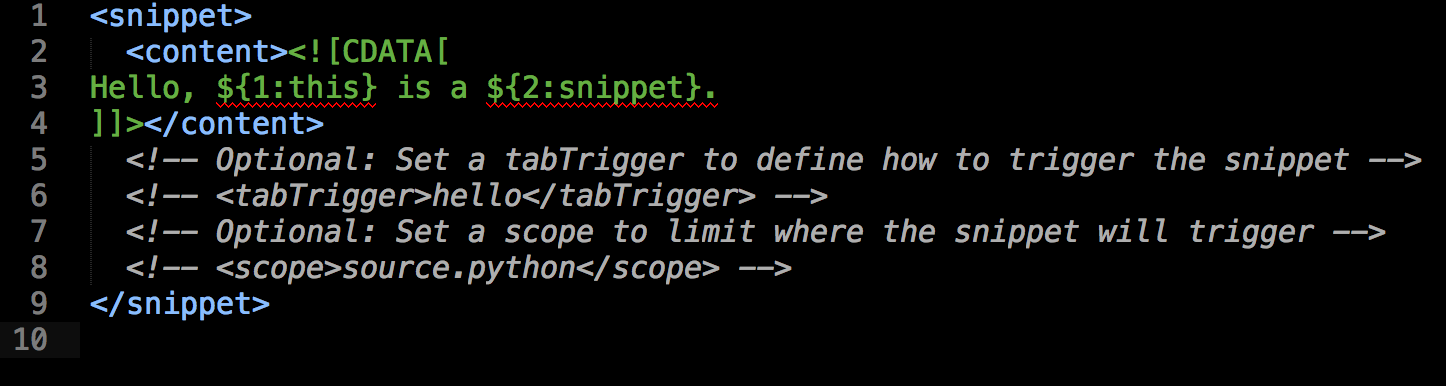 1 <snippet>
2 <content><![CDATA[
3 Hello, ${1:this} is a ${2:snippet}.
4 ]]></content>
5 <!-- Optional: Set a tabTrigger to define how to trigger the snippet -->
6 <!-- <tabTrigger>hello</tabTrigger> -->
7 <!-- Optional: Set a scope to limit where the snippet will trigger -->
8 <!-- <scope>source.python</scope> -->
9 </snippet>
10